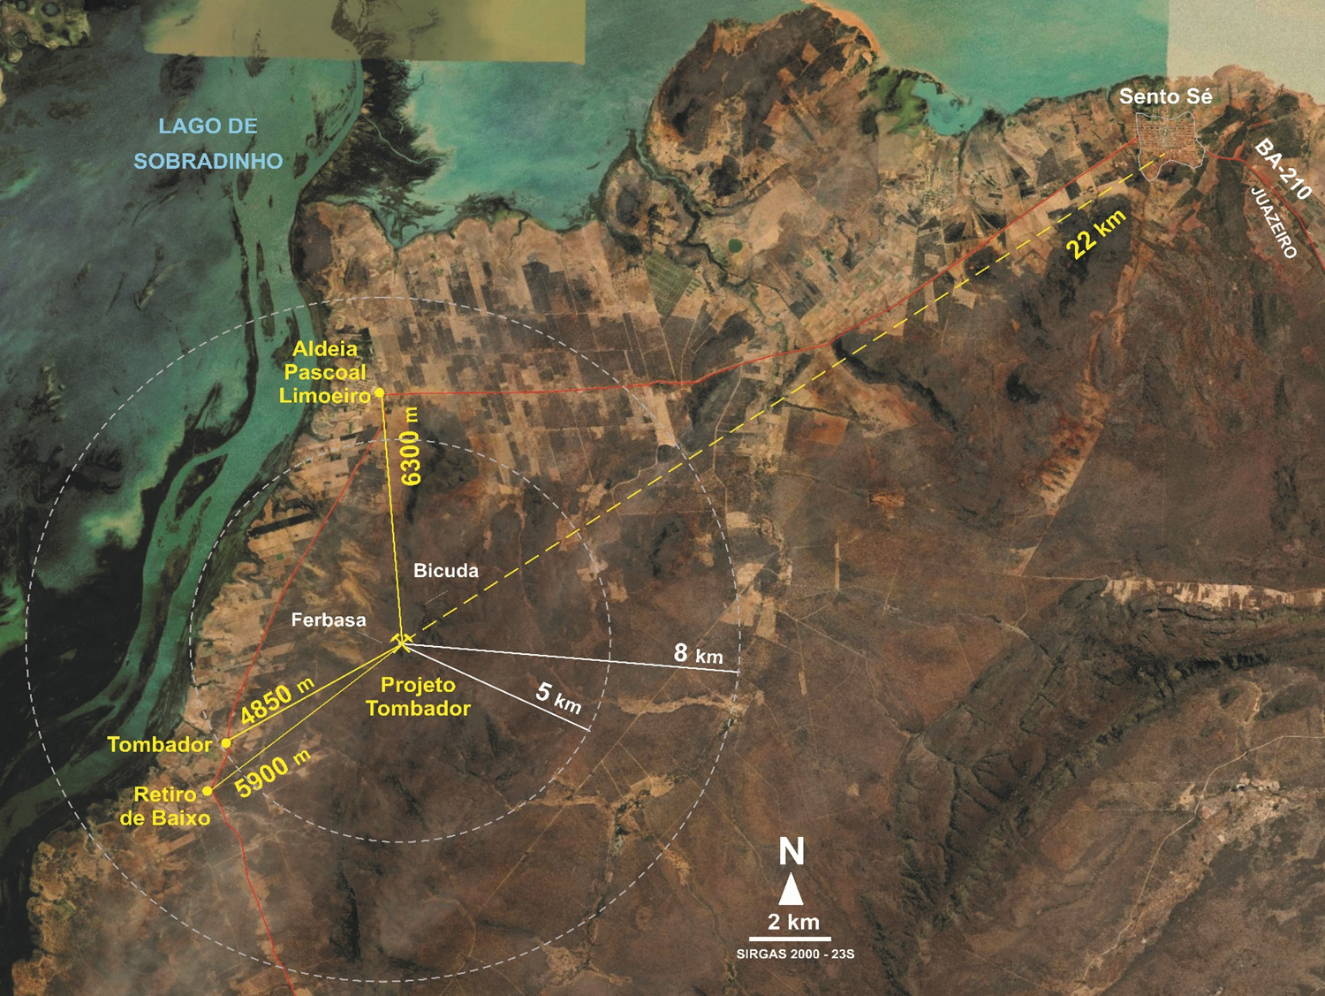 LAGO DE
SOBRADINHO
Sento Sé
BA-210
JUAZEIRO
22 km
Aldeia
Pascoal
Limoeiro
6300 m
Bicuda
Ferbasa
8 km
5 km
Projeto
Tombador
4850 m
Tombador
5900 m
Retiro
de Baixo
N
2 km
SIRGAS 2000 - 23S